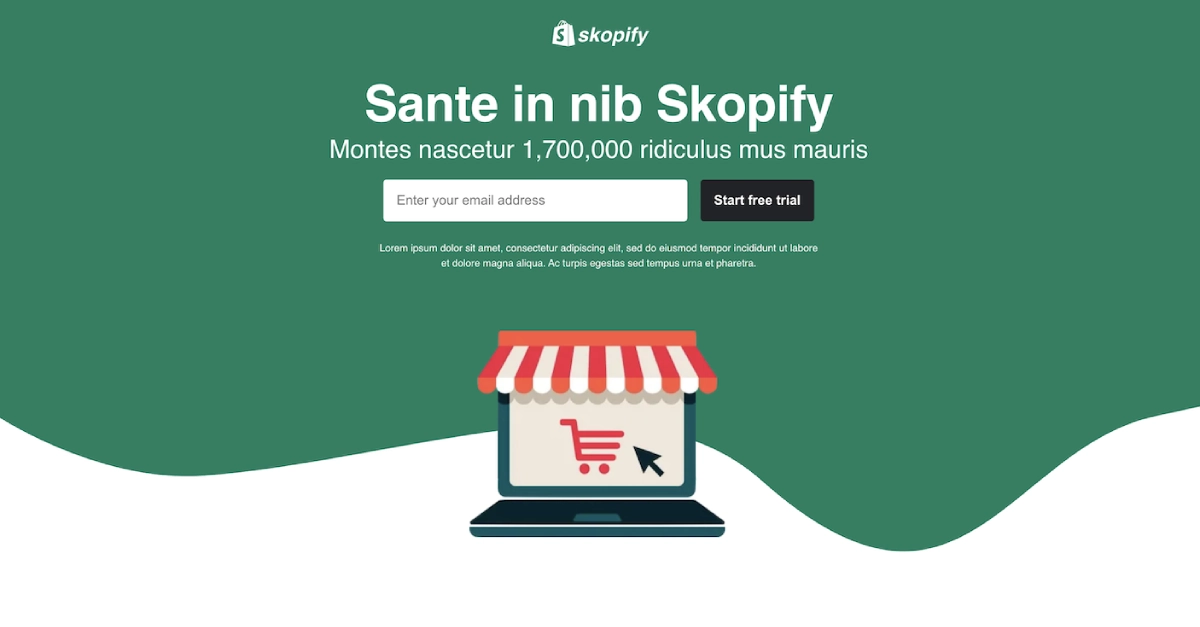 skopify
Sante in nib Skopify
Montes nascetur 1,700,000 ridiculus mus mauris
Enter your email address
Start free trial
Lorem ipsum dolor sit amet, consectetur adipiscing elit, sed do eiusmod tempor incididunt ut labore
et dolore magna aliqua. Ac turpis egestas sed tempus urna et pharetra.